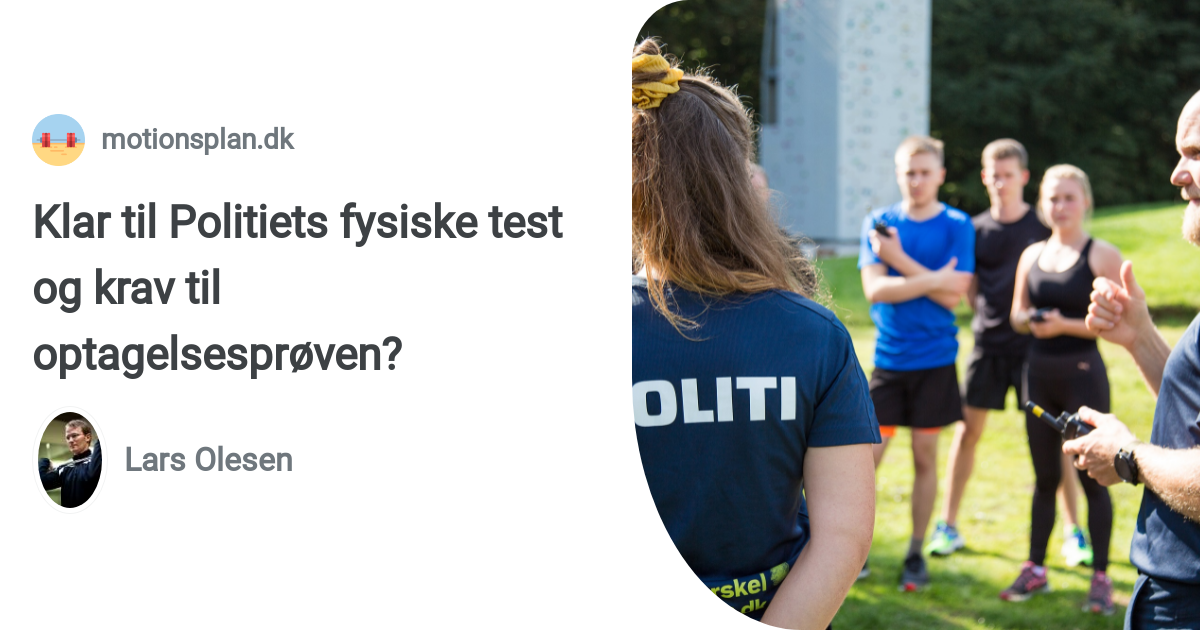 motionsplan.dk
Klar til Politiets fysiske test
og krav til
optagelsesprøven?
Lars Olesen
OLITI
rskel
.dk